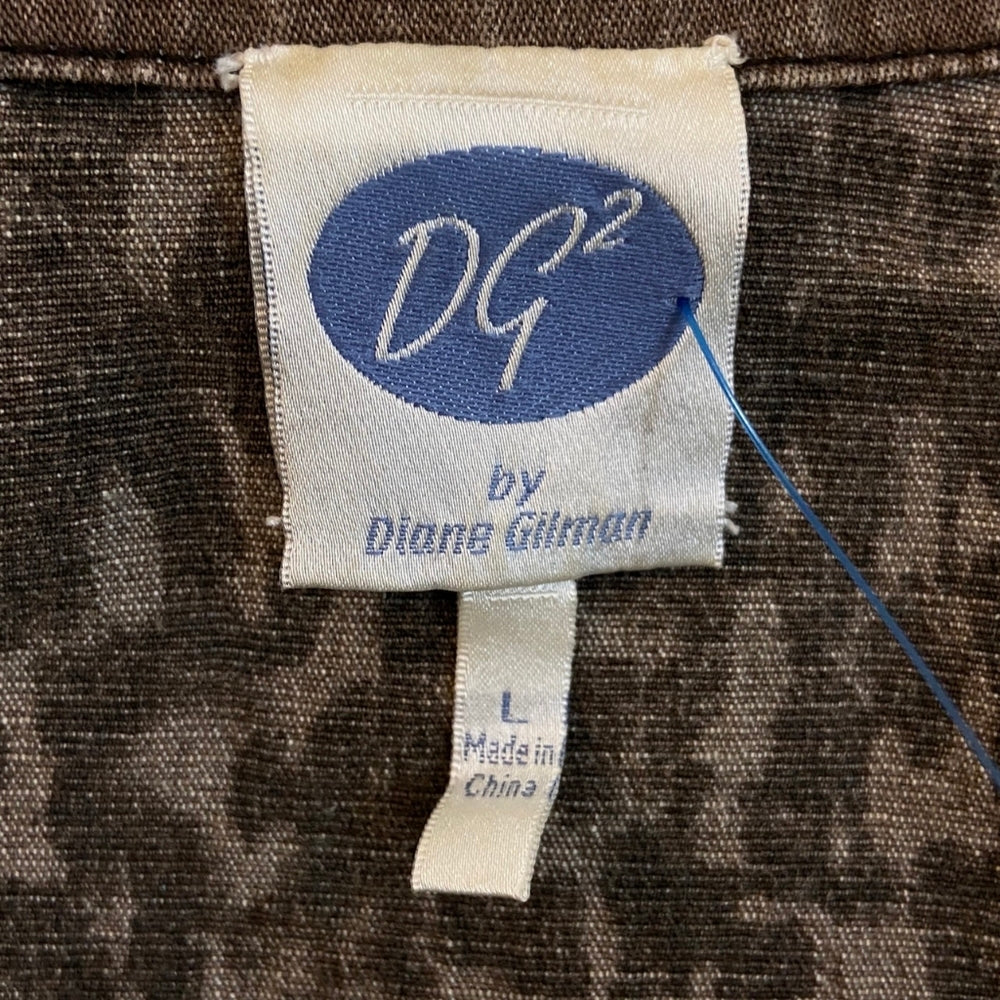 DG²
by
Diane Gilman
L
Made in
China